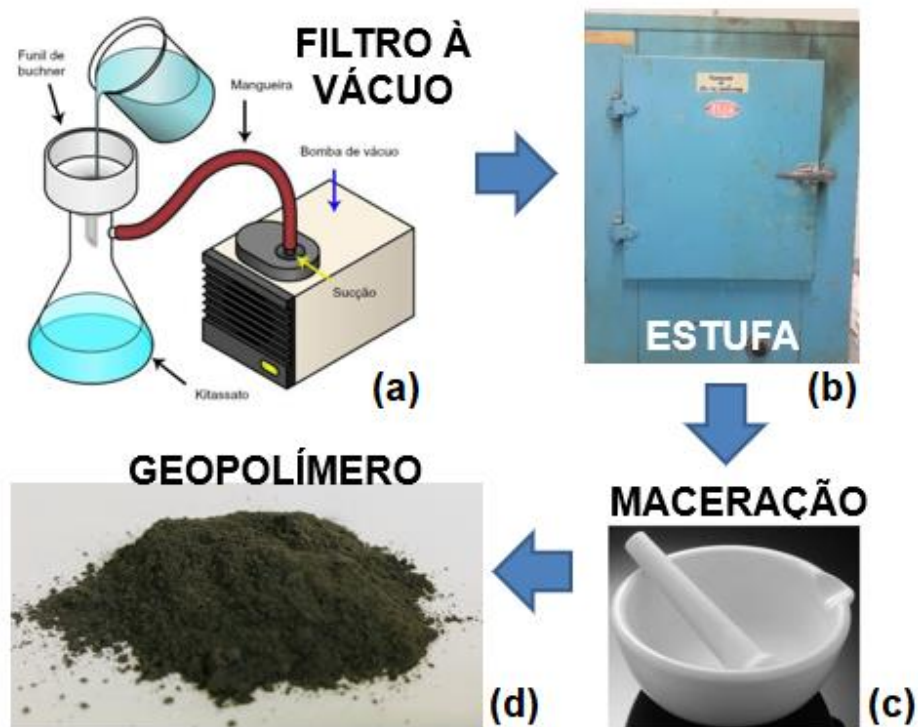 Funil de
buchner
FILTRO À
VÁCUO
Mangueira
Bomba de vácuo
Sucção
Kitassato
(a)
ESTUFA
(b)
GEOPOLÍMERO
MACERAÇÃO
(d)
(c)